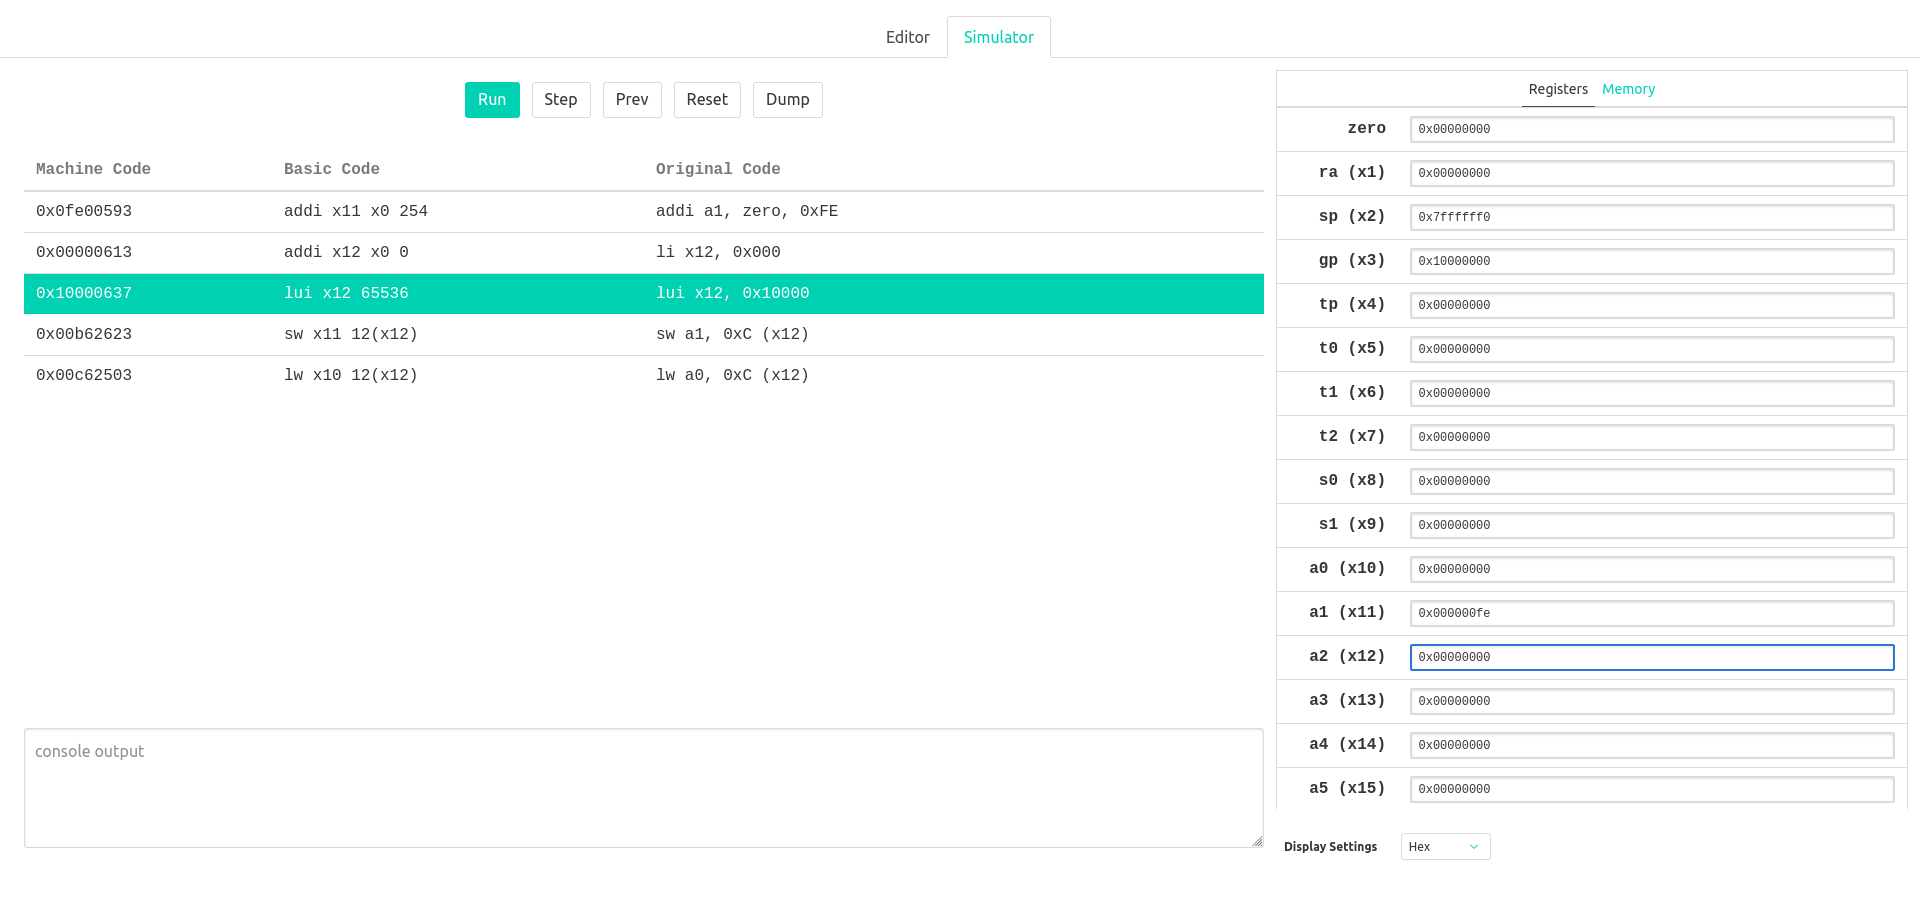 Editor Simulator
Run Step Prev Reset Dump
Machine Code Basic Code Original Code
0x0fe00593 addi x11 x0 254 addi a1, zero, 0xFE
0x00000613 addi x12 x0 0 li x12, 0x000
0x10000637 lui x12 65536 lui x12, 0x10000
0x00b62623 sw x11 12(x12) sw a1, 0xC (x12)
0x00c62503 lw x10 12(x12) lw a0, 0xC (x12)
console output
Registers Memory
zero 0x00000000
ra (x1) 0x00000000
sp (x2) 0x7ffffff0
gp (x3) 0x10000000
tp (x4) 0x00000000
t0 (x5) 0x00000000
t1 (x6) 0x00000000
t2 (x7) 0x00000000
s0 (x8) 0x00000000
s1 (x9) 0x00000000
a0 (x10) 0x00000000
a1 (x11) 0x000000fe
a2 (x12) 0x00000000
a3 (x13) 0x00000000
a4 (x14) 0x00000000
a5 (x15) 0x00000000
Display Settings Hex